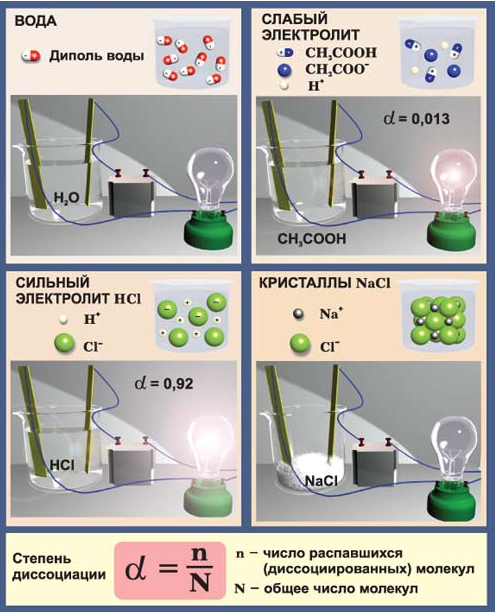 ВОДА
Диполь воды
H₂O
СЛАБЫЙ
ЭЛЕКТРОЛИТ
CH₃COOH
CH₃COO⁻
H⁺
α = 0,013
CH₃COOH
СИЛЬНЫЙ
ЭЛЕКТРОЛИТ HCl
H⁺
Cl⁻
α = 0,92
HCl
КРИСТАЛЛЫ NaCl
Na⁺
Cl⁻
NaCl
Степень
диссоциации
α = n/N
n – число распавшихся
(диссоциированных) молекул
N – общее число молекул